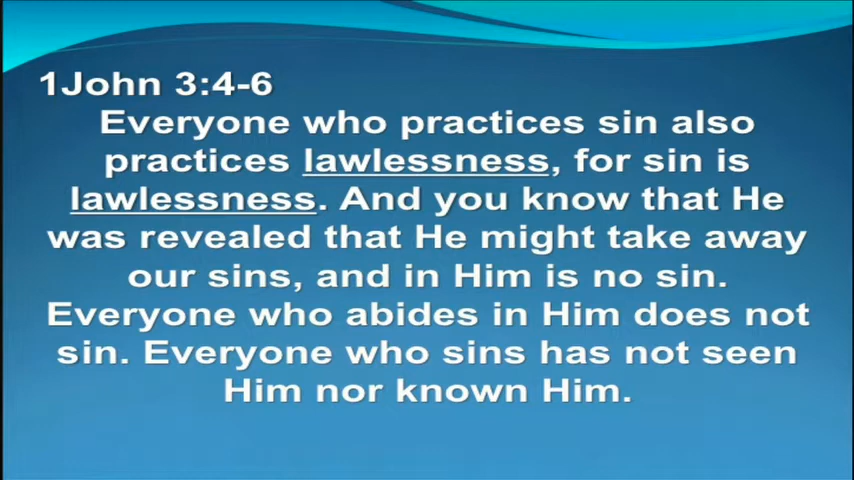 1John 3:4-6
Everyone who practices sin also
practices lawlessness, for sin is
lawlessness. And you know that He
was revealed that He might take away
our sins, and in Him is no sin.
Everyone who abides in Him does not
sin. Everyone who sins has not seen
Him nor known Him.